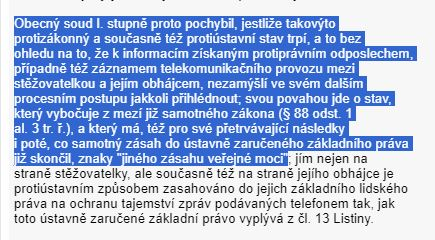 Obecný soud I. stupně proto pochybil, jestliže takovýto
protizákonný a současně též protiústavní stav trpí, a to bez
ohledu na to, že k informacím získaným protiprávním odposlechem,
případně též záznamem telekomunikačního provozu mezi
stěžovatelkou a jejím obhájcem, nezamýšlí ve svém dalším
procesním postupu jakkoli přihlédnout; svou povahou jde o stav,
který vybočuje z mezí již samotného zákona (§ 88 odst. 1
al. 3 tr. ř.), a který má, též pro své přetrvávající následky
i poté, co samotný zásah do ústavně zaručeného základního práva
již skončil, znaky "jiného zásahu veřejné moci"; jím nejen na
straně stěžovatelky, ale současně též na straně jejího obhájce je
protiústavním způsobem zasahováno do jejich základního lidského
práva na ochranu tajemství zpráv podávaných telefonem tak, jak
toto ústavně zaručené základní právo vyplývá z čl. 13 Listiny.